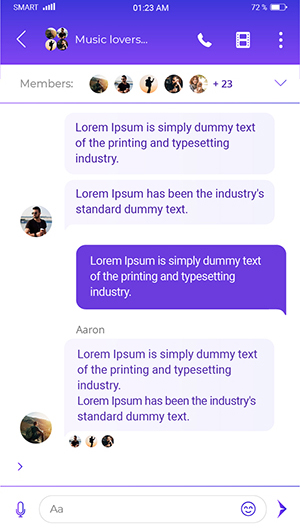 SMART 01:23 AM 72 %
Music lovers...
Members: + 23
Lorem Ipsum is simply dummy text
of the printing and typesetting
industry.
Lorem Ipsum has been the industry's
standard dummy text.
Lorem Ipsum is simply dummy text
of the printing and typesetting
industry.
Aaron
Lorem Ipsum is simply dummy text
of the printing and typesetting
industry.
Lorem Ipsum has been the industry's
standard dummy text.
Aa